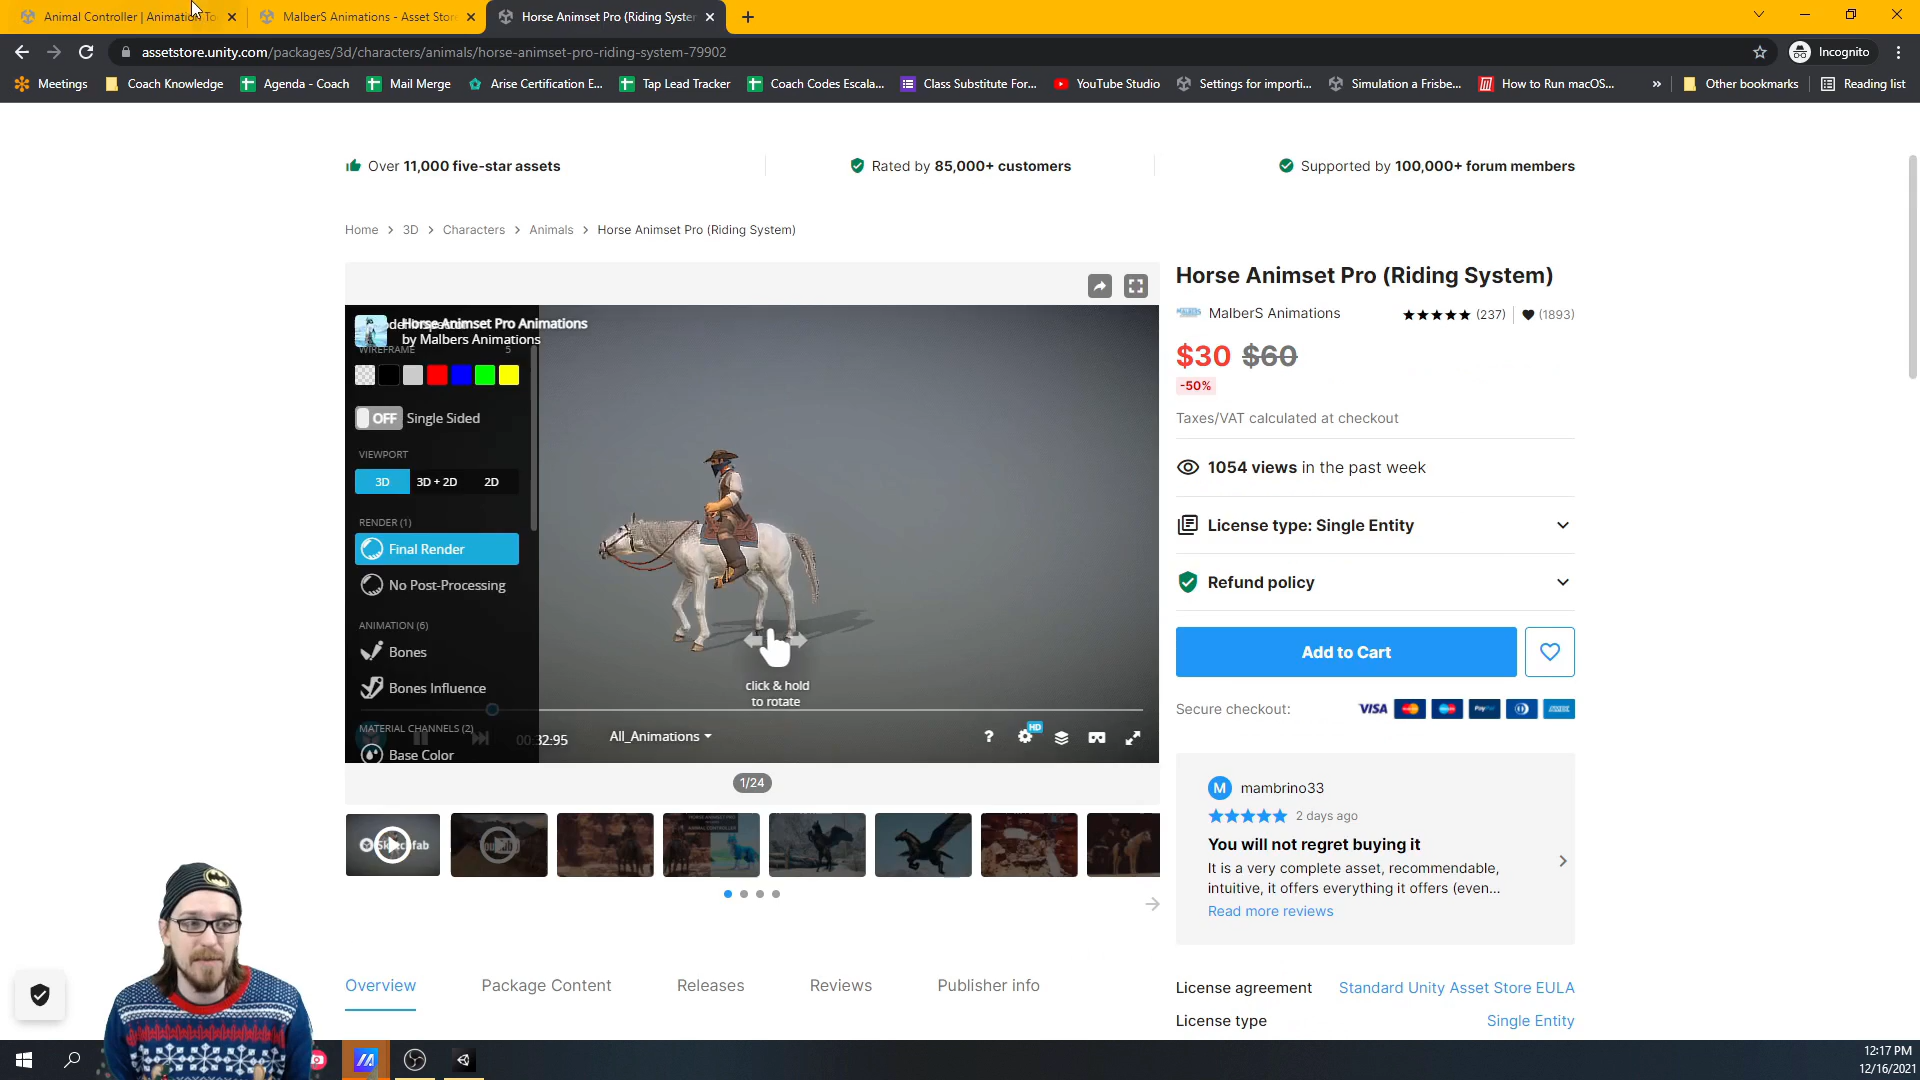 Animal Controller | Animation To
MalberS Animations - Asset Store
Horse Animset Pro (Riding System
assetstore.unity.com/packages/3d/characters/animals/horse-animset-pro-riding-system-79902
Incognito
Meetings
Coach Knowledge
Agenda - Coach
Mail Merge
Arise Certification E...
Tap Lead Tracker
Coach Codes Escala...
Class Substitute For...
YouTube Studio
Settings for importi...
Simulation a Frisbe...
How to Run macOS...
»
Other bookmarks
Reading list
Over 11,000 five-star assets
Rated by 85,000+ customers
Supported by 100,000+ forum members
Home > 3D > Characters > Animals > Horse Animset Pro (Riding System)
Horse Animset Pro Animations
by Malbers Animations
WIREFRAME 5
OFF Single Sided
VIEWPORT
3D 3D + 2D 2D
RENDER (1)
Final Render
No Post-Processing
ANIMATION (6)
Bones
Bones Influence
MATERIAL CHANNELS (2)
Base Color
click & hold
to rotate
00:32:95
All_Animations
?
HD
1/24
Sketchfab
YouTube
Horse Animset Pro (Riding System)
MalberS Animations
(237)
(1893)
$30 $60
-50%
Taxes/VAT calculated at checkout
1054 views in the past week
License type: Single Entity
Refund policy
Add to Cart
Secure checkout:
VISA
PayPal
M mambrino33
2 days ago
You will not regret buying it
It is a very complete asset, recommendable,
intuitive, it offers everything it offers (even...
Read more reviews
Overview
Package Content
Releases
Reviews
Publisher info
License agreement
Standard Unity Asset Store EULA
License type
Single Entity
12:17 PM
12/16/2021